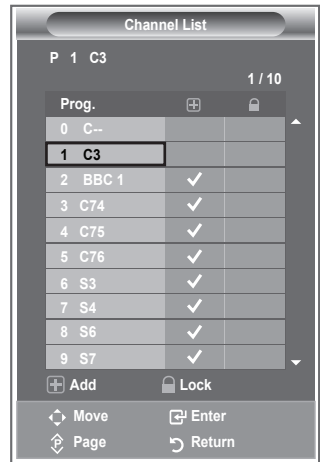 Channel List
P 1 C3
1 / 10
Prog.
0 C--
1 C3
2 BBC 1
3 C74
4 C75
5 C76
6 S3
7 S4
8 S6
9 S7
Add Lock
Move Enter
Page Return